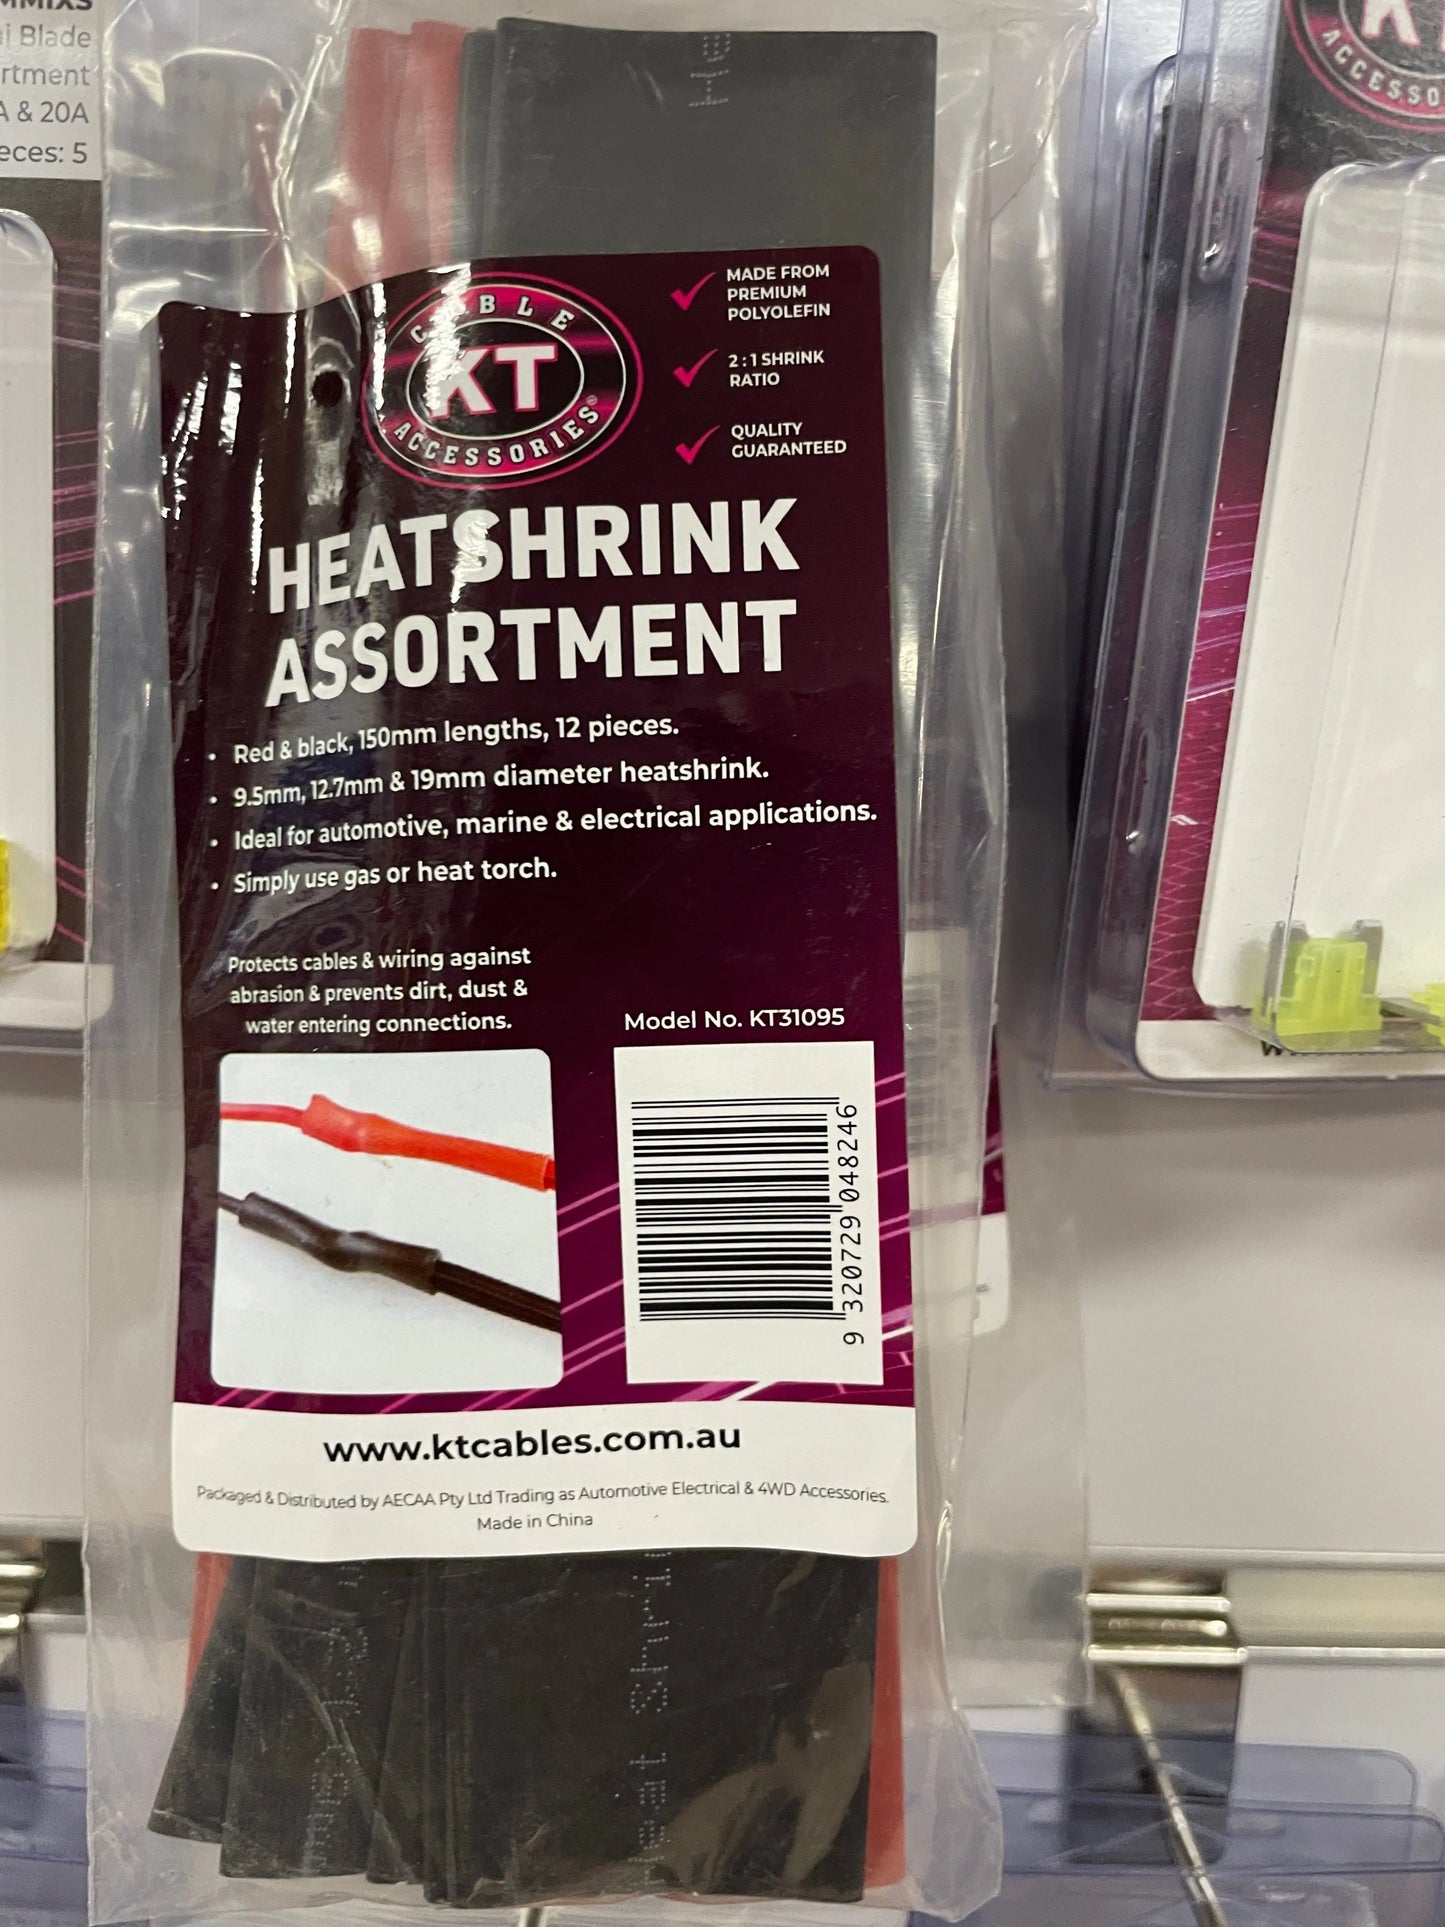 i Blade
rtment
A & 20A
eces: 5
CABLE
KT
ACCESSORIES®
MADE FROM
PREMIUM
POLYOLEFIN
2:1 SHRINK
RATIO
QUALITY
GUARANTEED
HEATSHRINK
ASSORTMENT
• Red & black, 150mm lengths, 12 pieces.
• 9.5mm, 12.7mm & 19mm diameter heatshrink.
• Ideal for automotive, marine & electrical applications.
• Simply use gas or heat torch.
Protects cables & wiring against
abrasion & prevents dirt, dust &
water entering connections.
Model No. KT31095
9 320729 048246
www.ktcables.com.au
Packaged & Distributed by AECAA Pty Ltd Trading as Automotive Electrical & 4WD Accessories.
Made in China